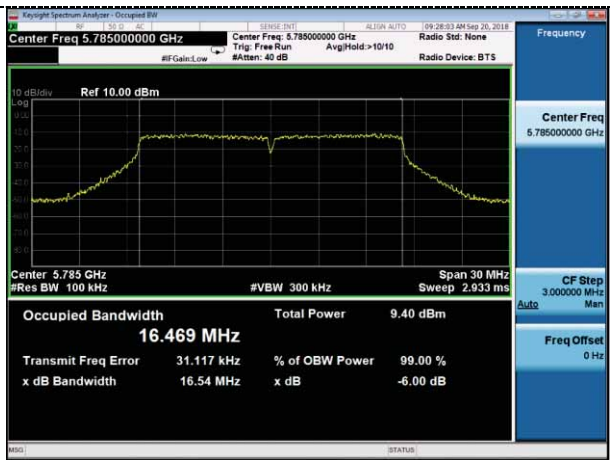 Keysight Spectrum Analyzer - Occupied BW
RF 50 Ω AC SENSE:INT ALIGN AUTO 09:28:03 AM Sep 20, 2018
Center Freq 5.785000000 GHz
Center Freq: 5.785000000 GHz
Radio Std: None
Trig: Free Run Avg|Hold:>10/10
#IFGain:Low #Atten: 40 dB Radio Device: BTS
10 dB/div Ref 10.00 dBm
Log
Center 5.785 GHz Span 30 MHz
#Res BW 100 kHz #VBW 300 kHz Sweep 2.933 ms
Occupied Bandwidth Total Power 9.40 dBm
16.469 MHz
Transmit Freq Error 31.117 kHz % of OBW Power 99.00 %
x dB Bandwidth 16.54 MHz x dB -6.00 dB
MSG STATUS
Frequency
Center Freq
5.785000000 GHz
CF Step
3.000000 MHz
Auto Man
Freq Offset
0 Hz